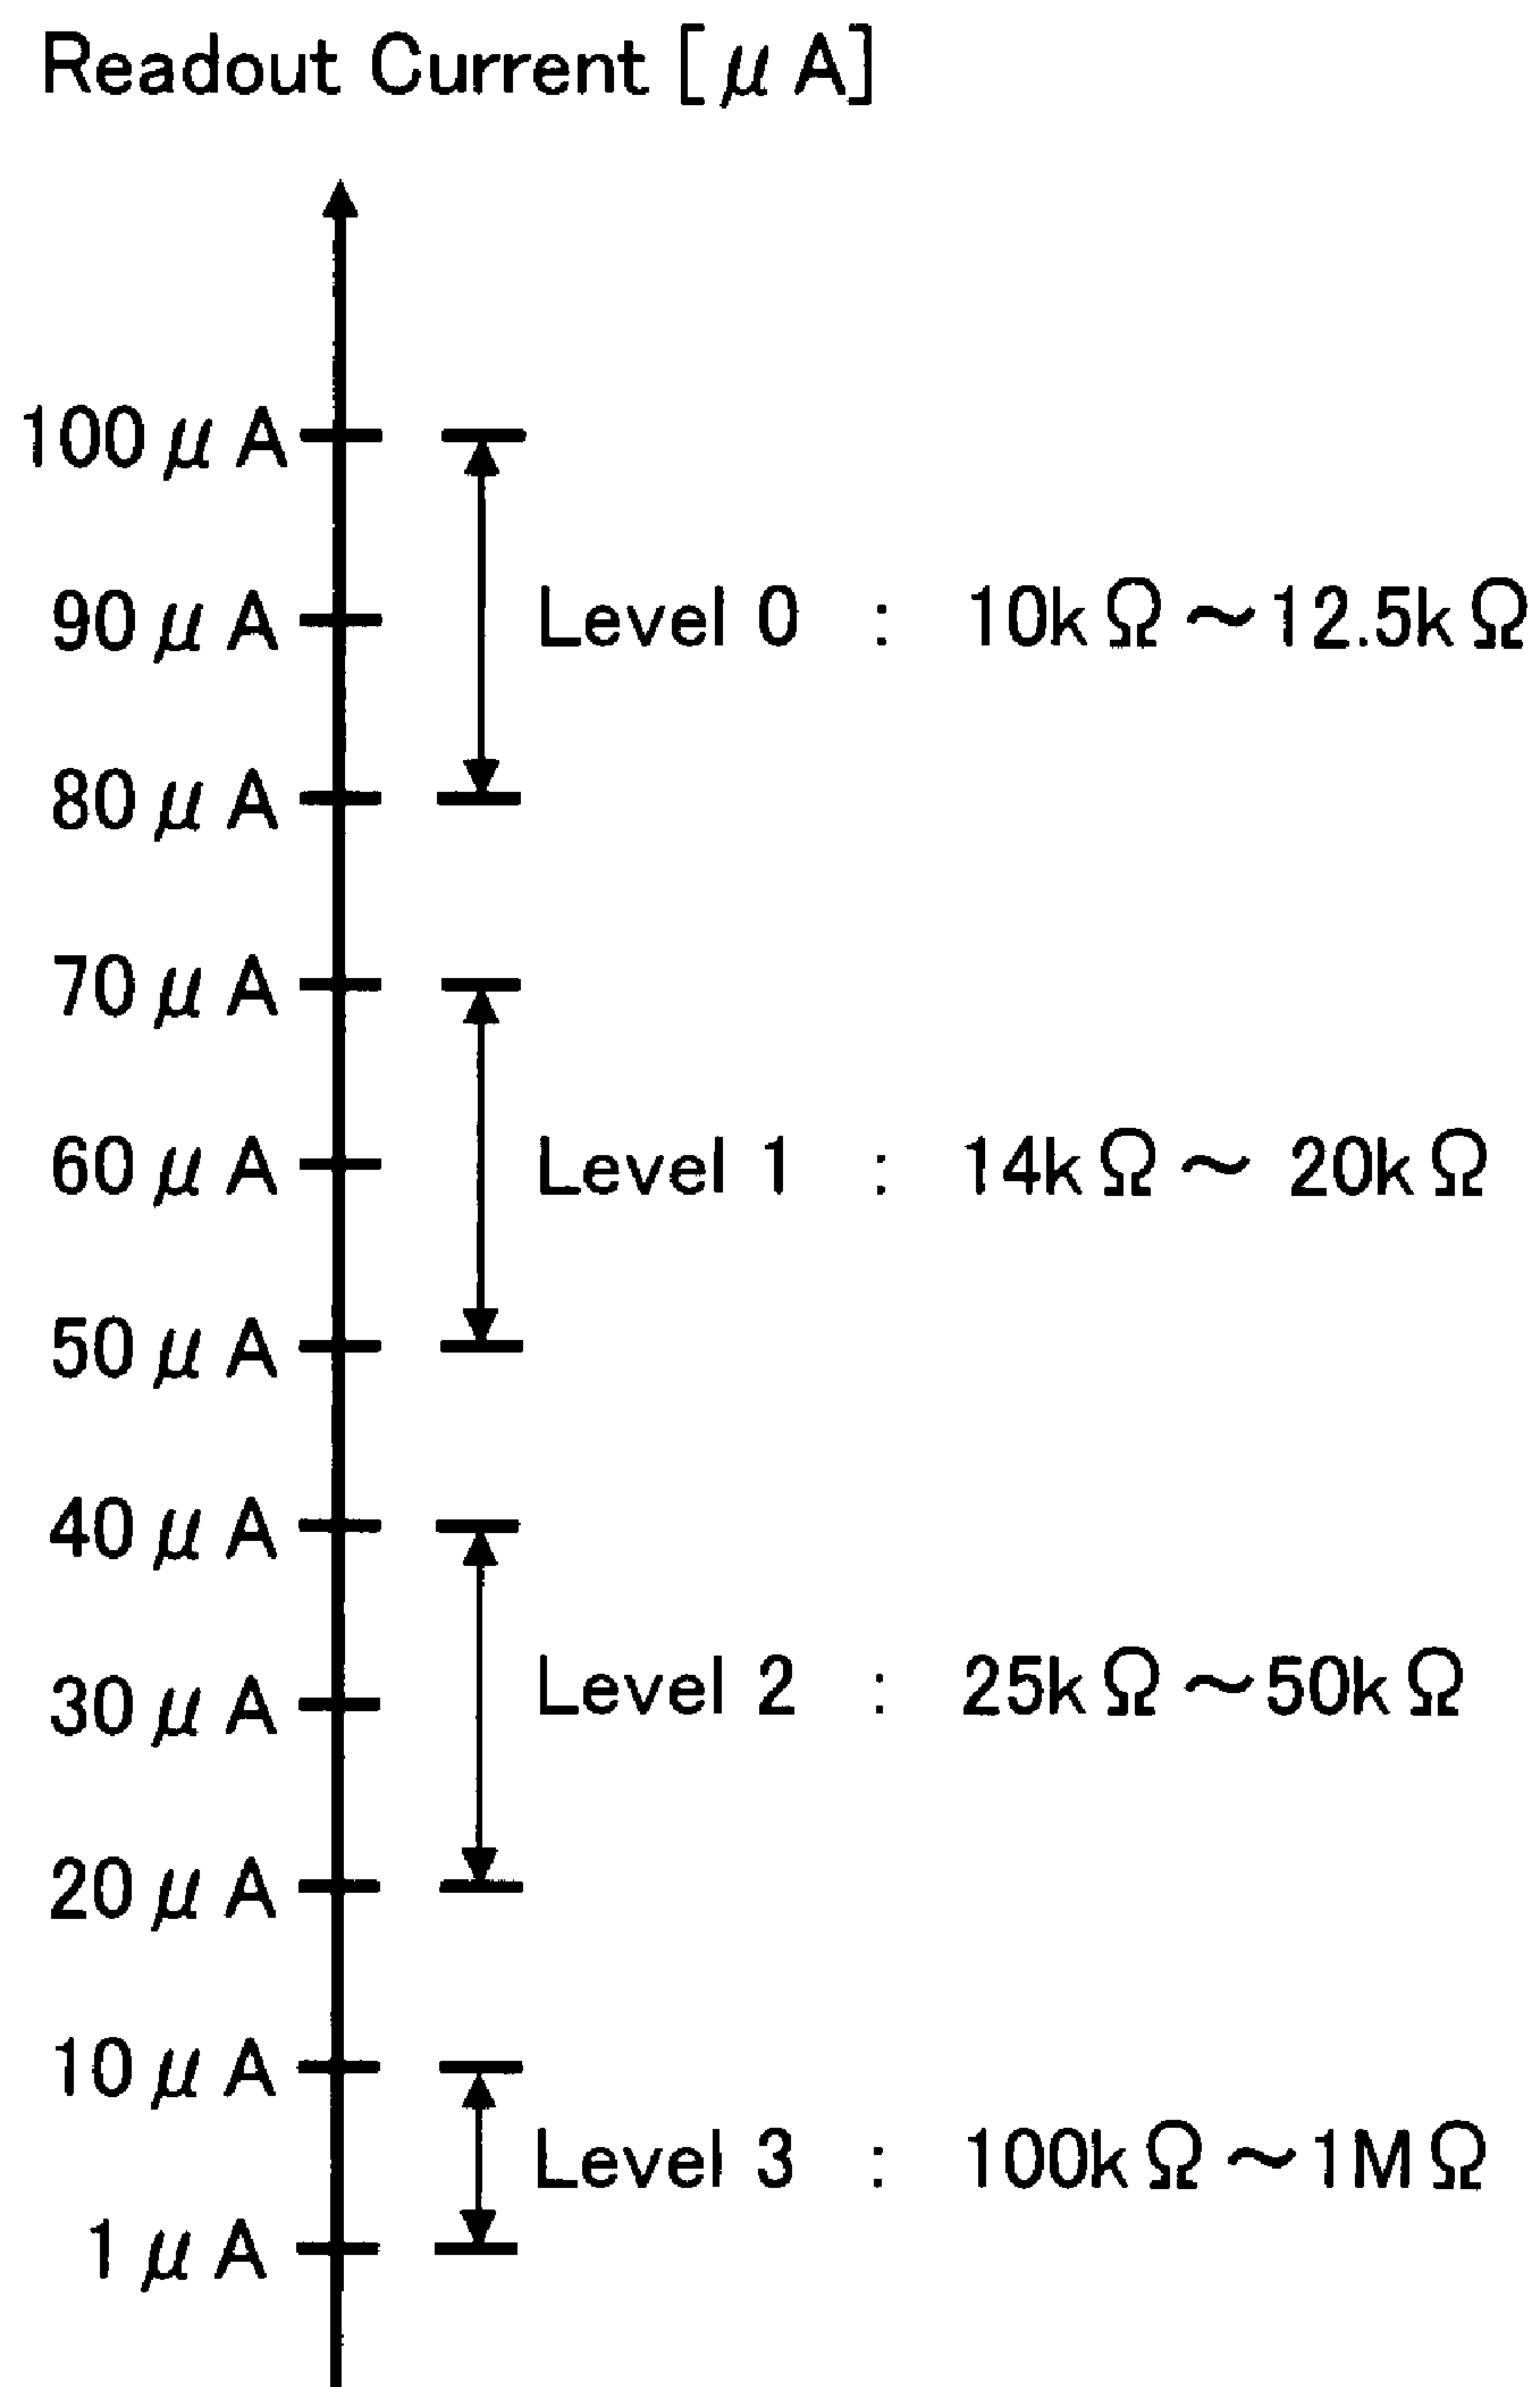 Readout Current [μA]
100μA
90μA Level 0 : 10kΩ~12.5kΩ
80μA
70μA
60μA Level 1 : 14kΩ~ 20kΩ
50μA
40μA
30μA Level 2 : 25kΩ~50kΩ
20μA
10μA
Level 3 : 100kΩ~1MΩ
1μA